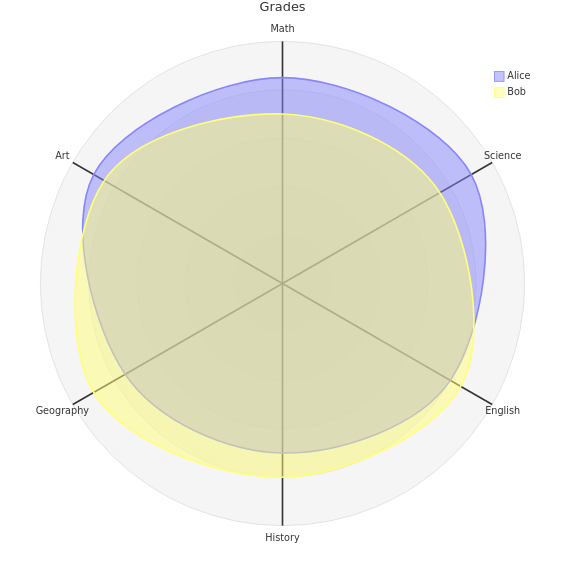 Grades
Math
Alice
Bob
Art
Science
Geography
English
History